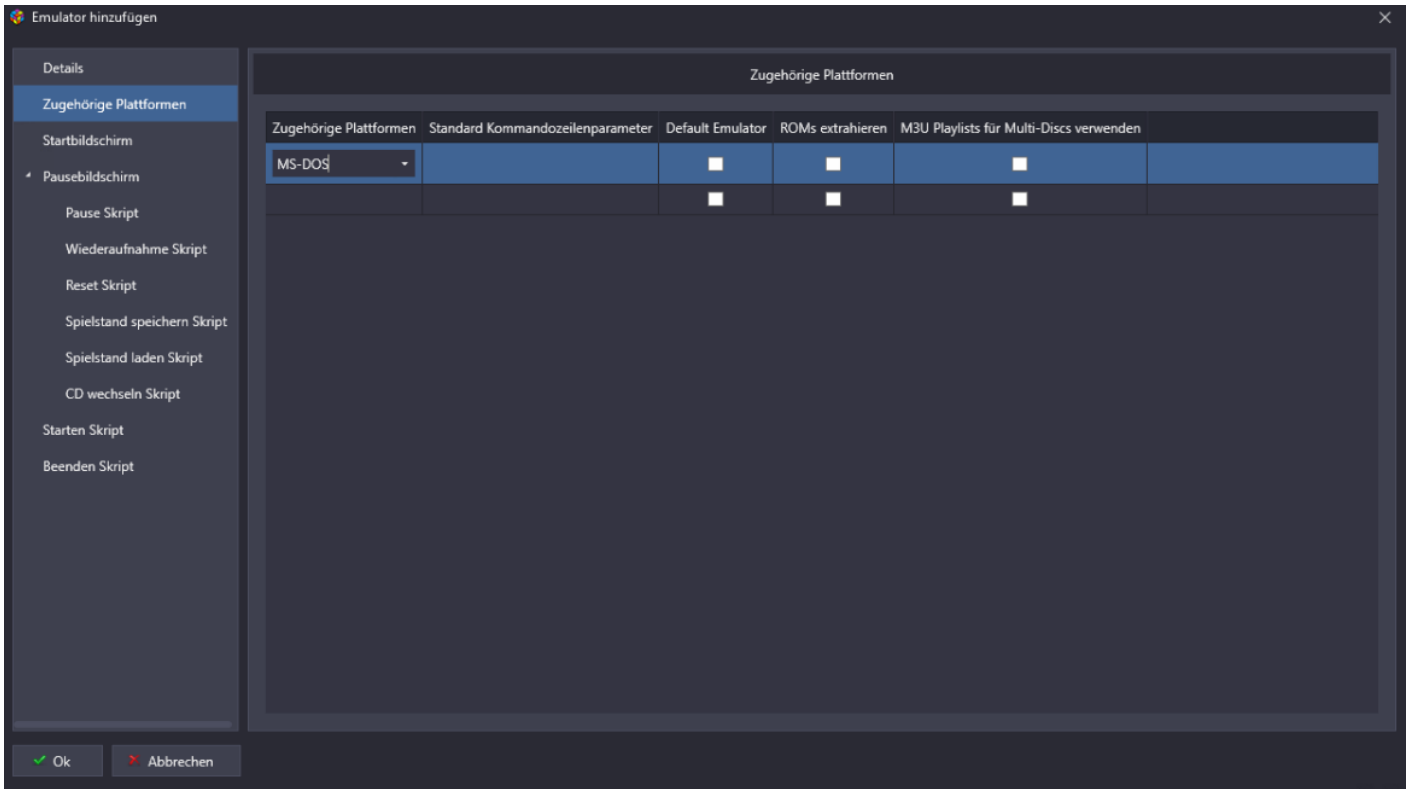 Emulator hinzufügen
Details
Zugehörige Plattformen
Startbildschirm
Pausebildschirm
Pause Skript
Wiederaufnahme Skript
Reset Skript
Spielstand speichern Skript
Spielstand laden Skript
CD wechseln Skript
Starten Skript
Beenden Skript
Zugehörige Plattformen
Zugehörige Plattformen Standard Kommandozeilenparameter Default Emulator ROMs extrahieren M3U Playlists für Multi-Discs verwenden
MS-DOS
Ok Abbrechen